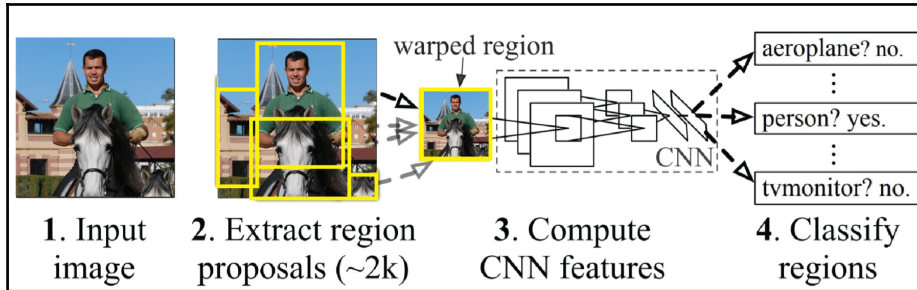 warped region
aeroplane? no.
⋮
person? yes.
⋮
tvmonitor? no.
CNN
1. Input
image
2. Extract region
proposals (~2k)
3. Compute
CNN features
4. Classify
regions